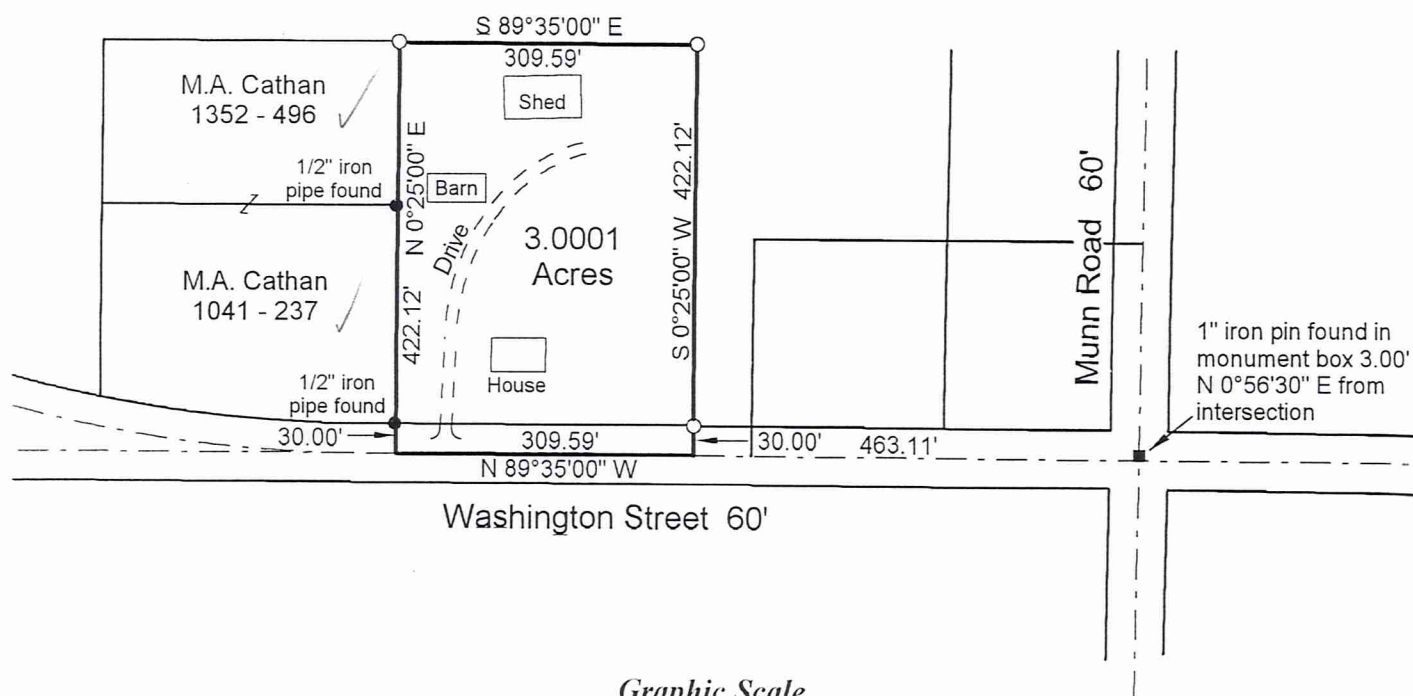 S 89°35'00" E
309.59'
M.A. Cathan
1352 - 496
Shed
1/2" iron
pipe found
N 0°25'00" E
422.12'
Barn
Drive
3.0001
Acres
S 0°25'00" W 422.12'
M.A. Cathan
1041 - 237
House
1/2" iron
pipe found
Munn Road 60'
1" iron pin found in
monument box 3.00'
N 0°56'30" E from
intersection
30.00'
309.59'
30.00'
463.11'
N 89°35'00" W
Washington Street 60'
Graphic Scale